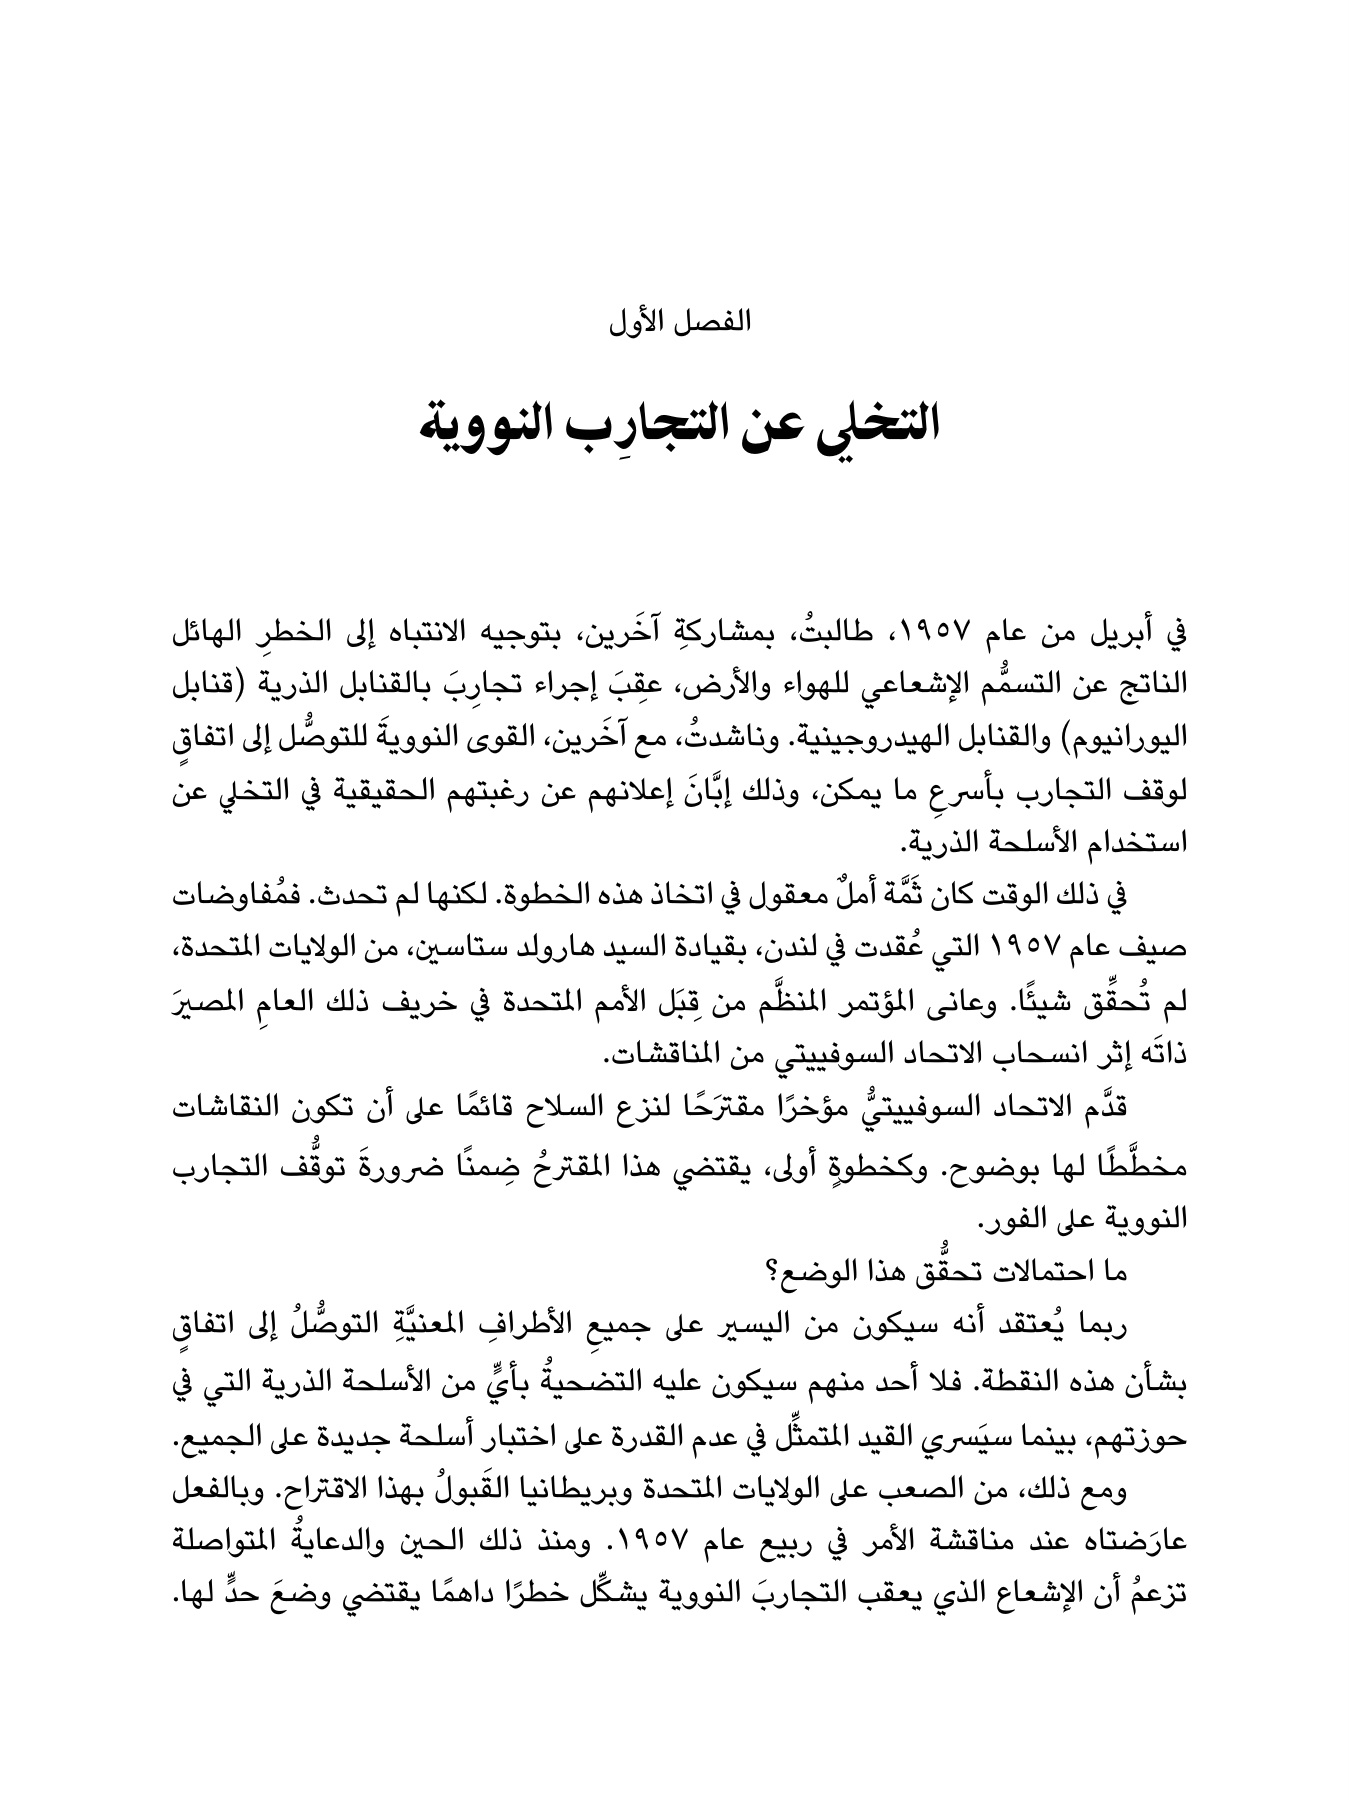 الفصل الأول
التخلي عن التجارِب النووية
في أبريل من عام ١٩٥٧، طالبتُ، بمشاركةِ آخَرين، بتوجيه الانتباه إلى الخطرِ الهائل
الناتج عن التسمُّم الإشعاعي للهواء والأرض، عقِبَ إجراء تجارِبَ بالقنابل الذرية (قنابل
اليورانيوم) والقنابل الهيدروجينية. وناشدتُ، مع آخَرين، القوى النوويةَ للتوصُّل إلى اتفاقٍ
لوقف التجارب بأسرعِ ما يمكن، وذلك إبَّانَ إعلانهم عن رغبتهم الحقيقية في التخلي عن
استخدام الأسلحة الذرية.
في ذلك الوقت كان ثَمَّة أملٌ معقول في اتخاذ هذه الخطوة. لكنها لم تحدث. فمُفاوضات
صيف عام ١٩٥٧ التي عُقدت في لندن، بقيادة السيد هارولد ستاسين، من الولايات المتحدة،
لم تُحقِّق شيئًا. وعانى المؤتمر المنظَّم من قِبَل الأمم المتحدة في خريف ذلك العامِ المصيرَ
ذاتَه إثر انسحاب الاتحاد السوفييتي من المناقشات.
قدَّم الاتحاد السوفييتيُّ مؤخرًا مقترَحًا لنزع السلاح قائمًا على أن تكون النقاشات
مخطَّطًا لها بوضوح. وكخطوةٍ أولى، يقتضي هذا المقترحُ ضِمنًا ضرورةَ توقُّف التجارب
النووية على الفور.
ما احتمالات تحقُّق هذا الوضع؟
ربما يُعتقد أنه سيكون من اليسير على جميعِ الأطرافِ المعنيَّةِ التوصُّلُ إلى اتفاقٍ
بشأن هذه النقطة. فلا أحد منهم سيكون عليه التضحيةُ بأيٍّ من الأسلحة الذرية التي في
حوزتهم، بينما سيَسري القيد المتمثِّل في عدم القدرة على اختبار أسلحة جديدة على الجميع.
ومع ذلك، من الصعب على الولايات المتحدة وبريطانيا القَبولُ بهذا الاقتراح. وبالفعل
عارَضتاه عند مناقشة الأمر في ربيع عام ١٩٥٧. ومنذ ذلك الحين والدعايةُ المتواصلة
تزعمُ أن الإشعاع الذي يعقب التجاربَ النووية يشكِّل خطرًا داهمًا يقتضي وضعَ حدٍّ لها.